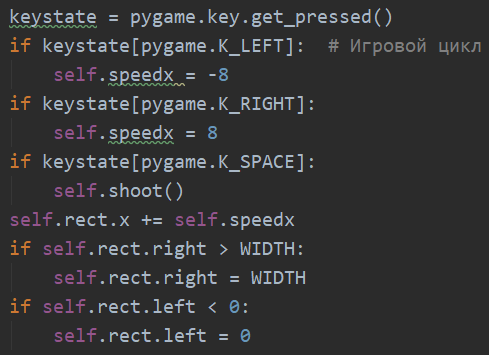 keystate = pygame.key.get_pressed()
if keystate[pygame.K_LEFT]:  # Игровой цикл
    self.speedx = -8
if keystate[pygame.K_RIGHT]:
    self.speedx = 8
if keystate[pygame.K_SPACE]:
    self.shoot()
self.rect.x += self.speedx
if self.rect.right > WIDTH:
    self.rect.right = WIDTH
if self.rect.left < 0:
    self.rect.left = 0